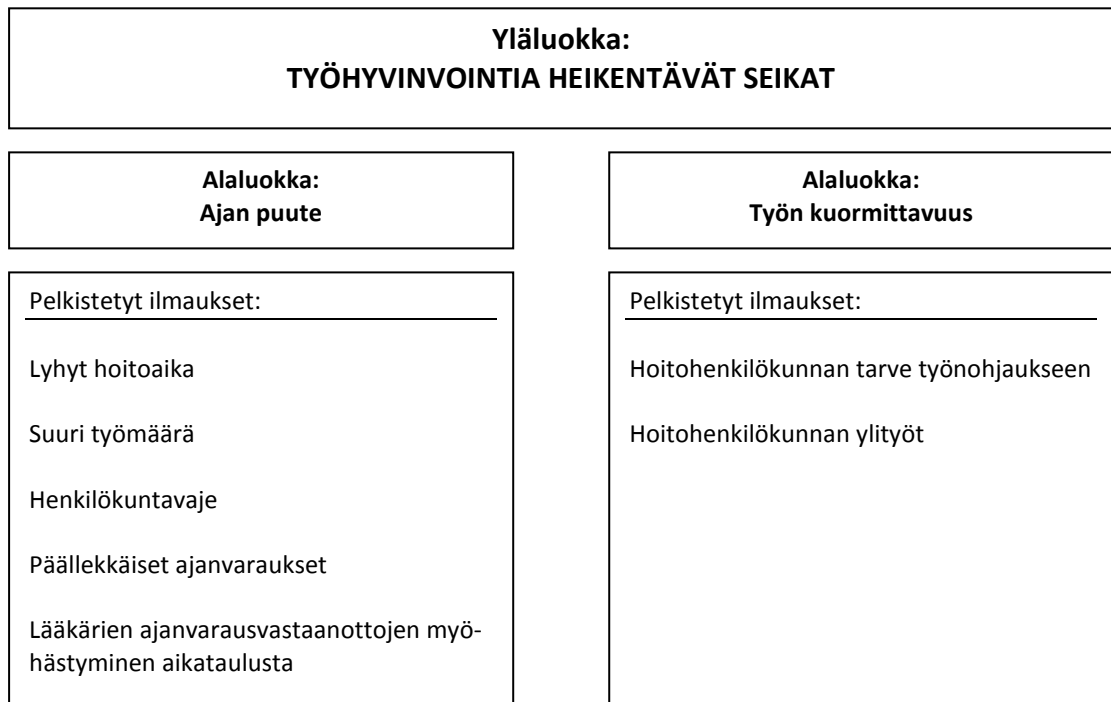 Yläluokka:
TYÖHYVINVOINTIA HEIKENTÄVÄT SEIKAT
Alaluokka:
Ajan puute
Pelkistetyt ilmaukset:
Lyhyt hoitoaika
Suuri työmäärä
Henkilökuntavaje
Päällekkäiset ajanvaraukset
Lääkärien ajanvarausvastaanottojen myö-
hästyminen aikataulusta
Alaluokka:
Työn kuormittavuus
Pelkistetyt ilmaukset:
Hoitohenkilökunnan tarve työnohjaukseen
Hoitohenkilökunnan ylityöt